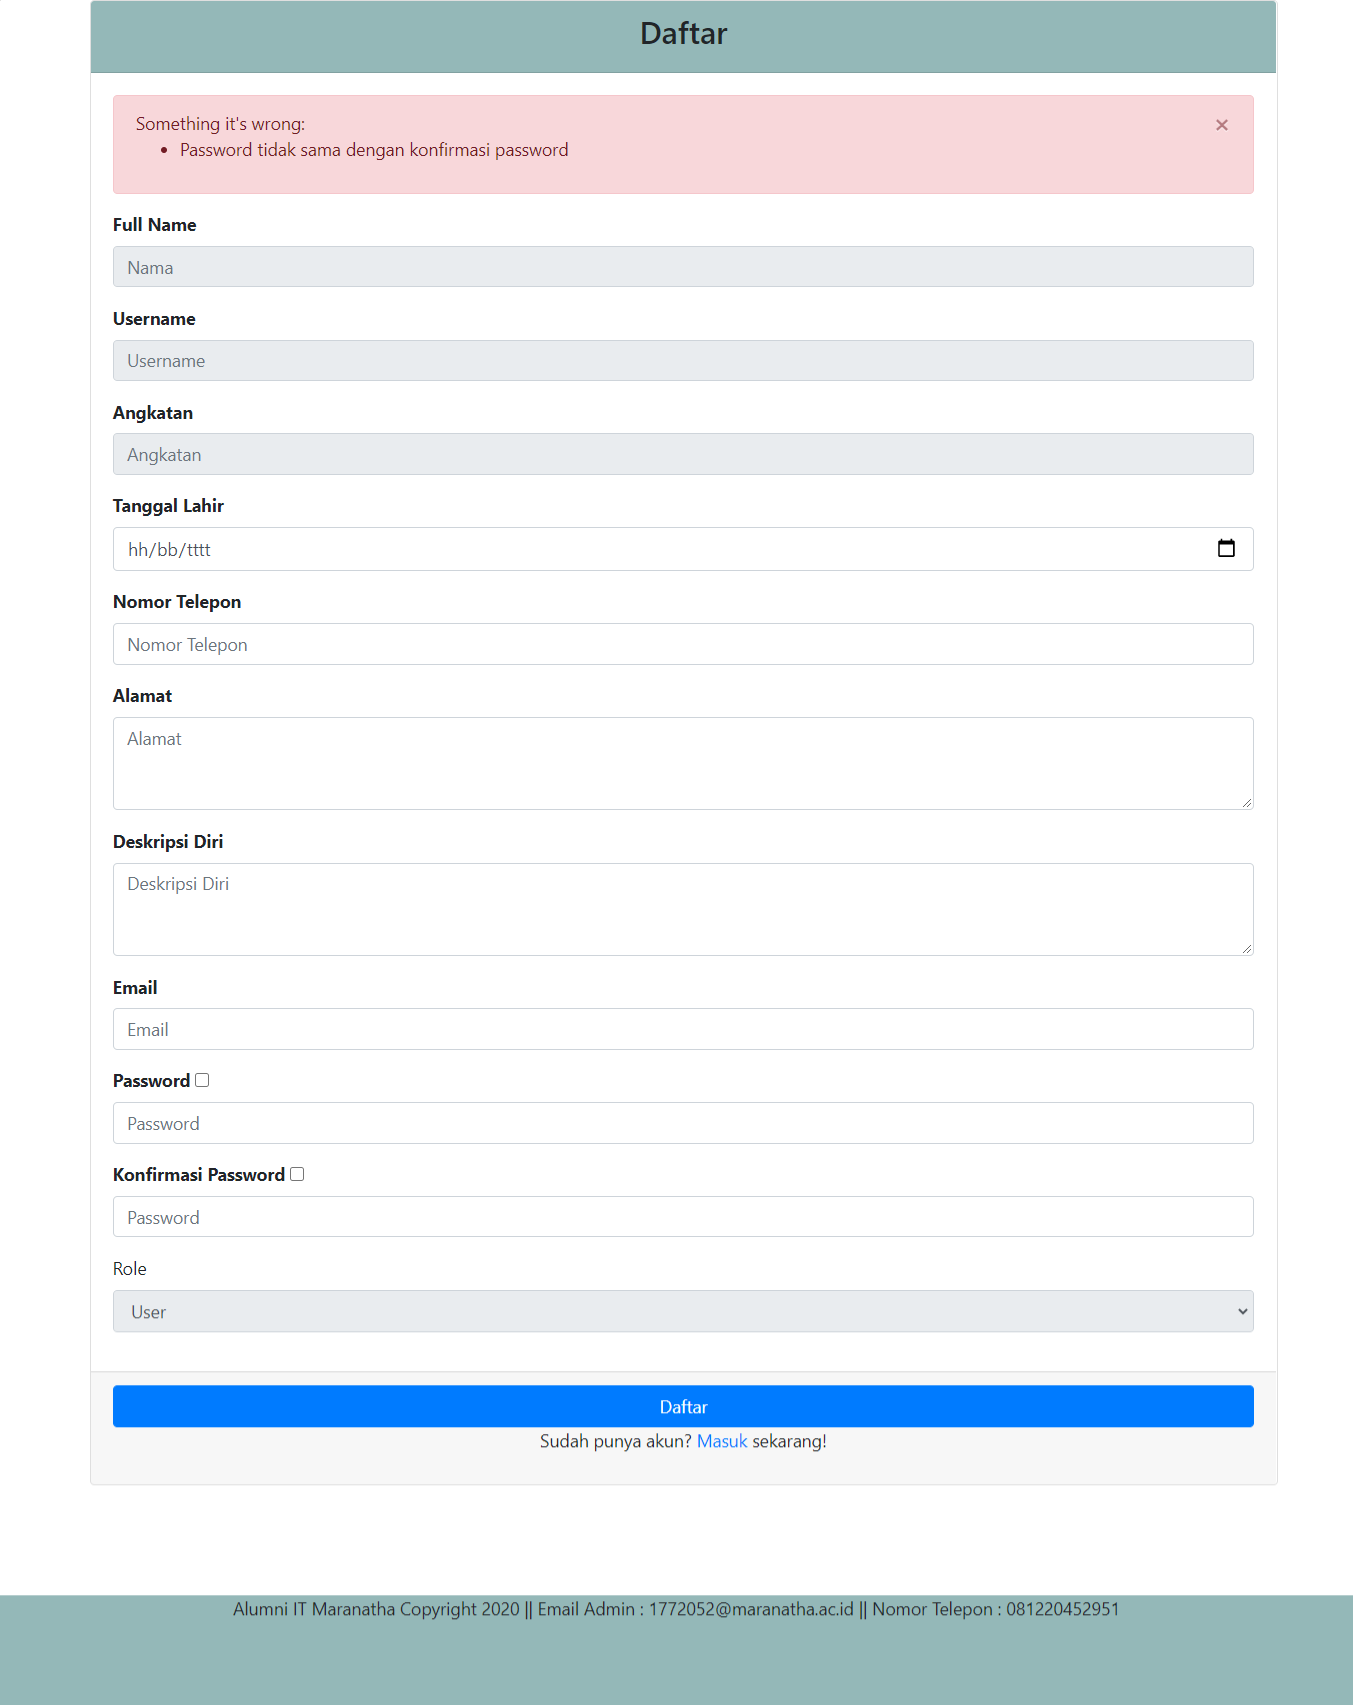 Daftar
Something it's wrong:
×
• Password tidak sama dengan konfirmasi password
Full Name
Nama
Username
Username
Angkatan
Angkatan
Tanggal Lahir
hh/bb/tttt
Nomor Telepon
Nomor Telepon
Alamat
Alamat
Deskripsi Diri
Deskripsi Diri
Email
Email
Password
Password
Konfirmasi Password
Password
Role
User
Daftar
Sudah punya akun? Masuk sekarang!
Alumni IT Maranatha Copyright 2020 || Email Admin : 1772052@maranatha.ac.id || Nomor Telepon : 081220452951